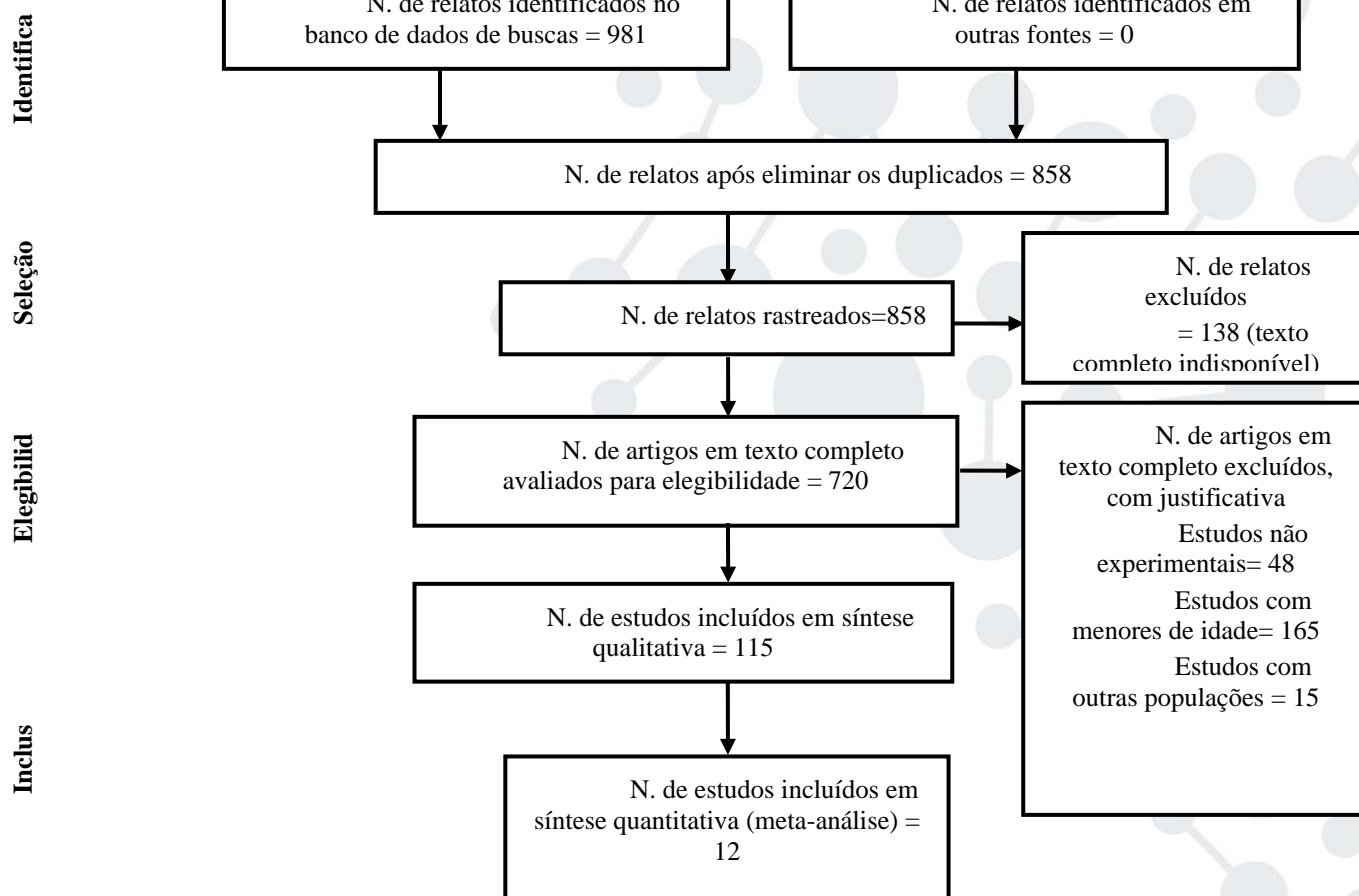 Identifica
N. de relatos identificados no
banco de dados de buscas = 981
N. de relatos identificados em
outras fontes = 0
N. de relatos após eliminar os duplicados = 858
Seleção
N. de relatos rastreados=858
N. de relatos
excluídos
= 138 (texto
completo indisponível)
Elegibilid
N. de artigos em texto completo
avaliados para elegibilidade = 720
N. de artigos em
texto completo excluídos,
com justificativa
Estudos não
experimentais= 48
Estudos com
menores de idade= 165
Estudos com
outras populações = 15
N. de estudos incluídos em síntese
qualitativa = 115
Inclus
N. de estudos incluídos em
síntese quantitativa (meta-análise) =
12